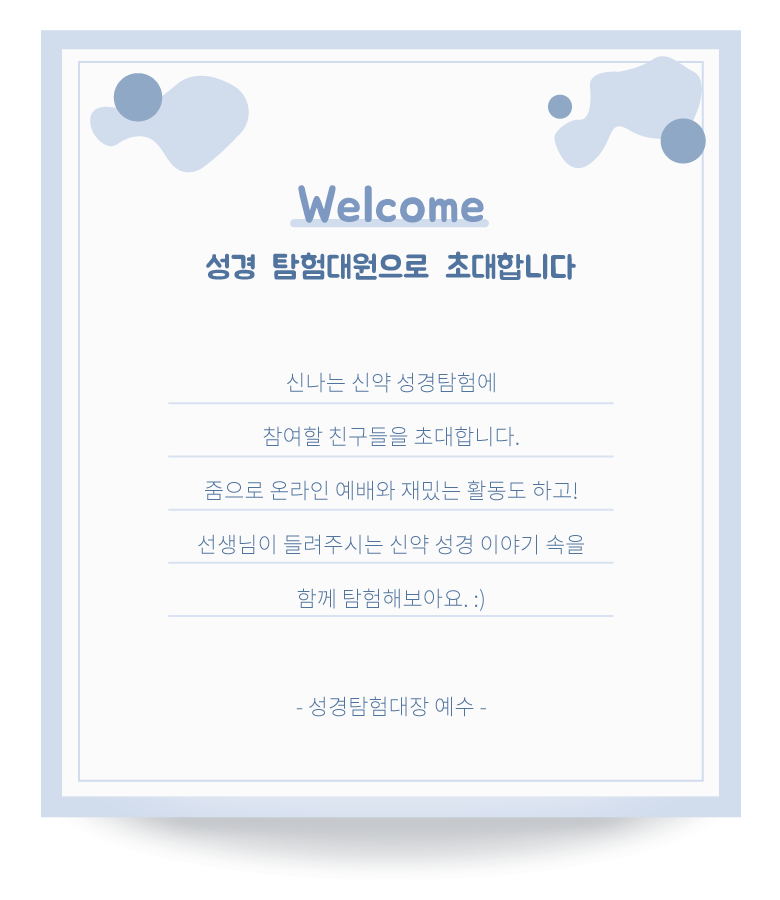 Welcome
성경 탐험대원으로 초대합니다
신나는 신약 성경탐험에
참여할 친구들을 초대합니다.
줌으로 온라인 예배와 재밌는 활동도 하고!
선생님이 들려주시는 신약 성경 이야기 속을
함께 탐험해보아요. :)
- 성경탐험대장 예수 -